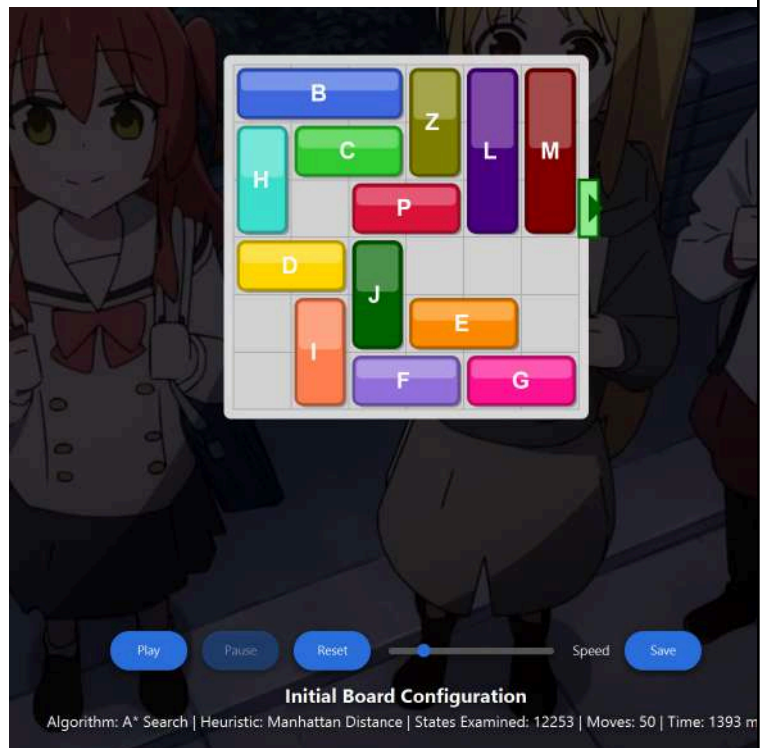 B
Z
L
M
H
C
P
D
J
I
E
F
G
Play
Pause
Reset
Speed
Save
Initial Board Configuration
Algorithm: A* Search | Heuristic: Manhattan Distance | States Examined: 12253 | Moves: 50 | Time: 1393 m